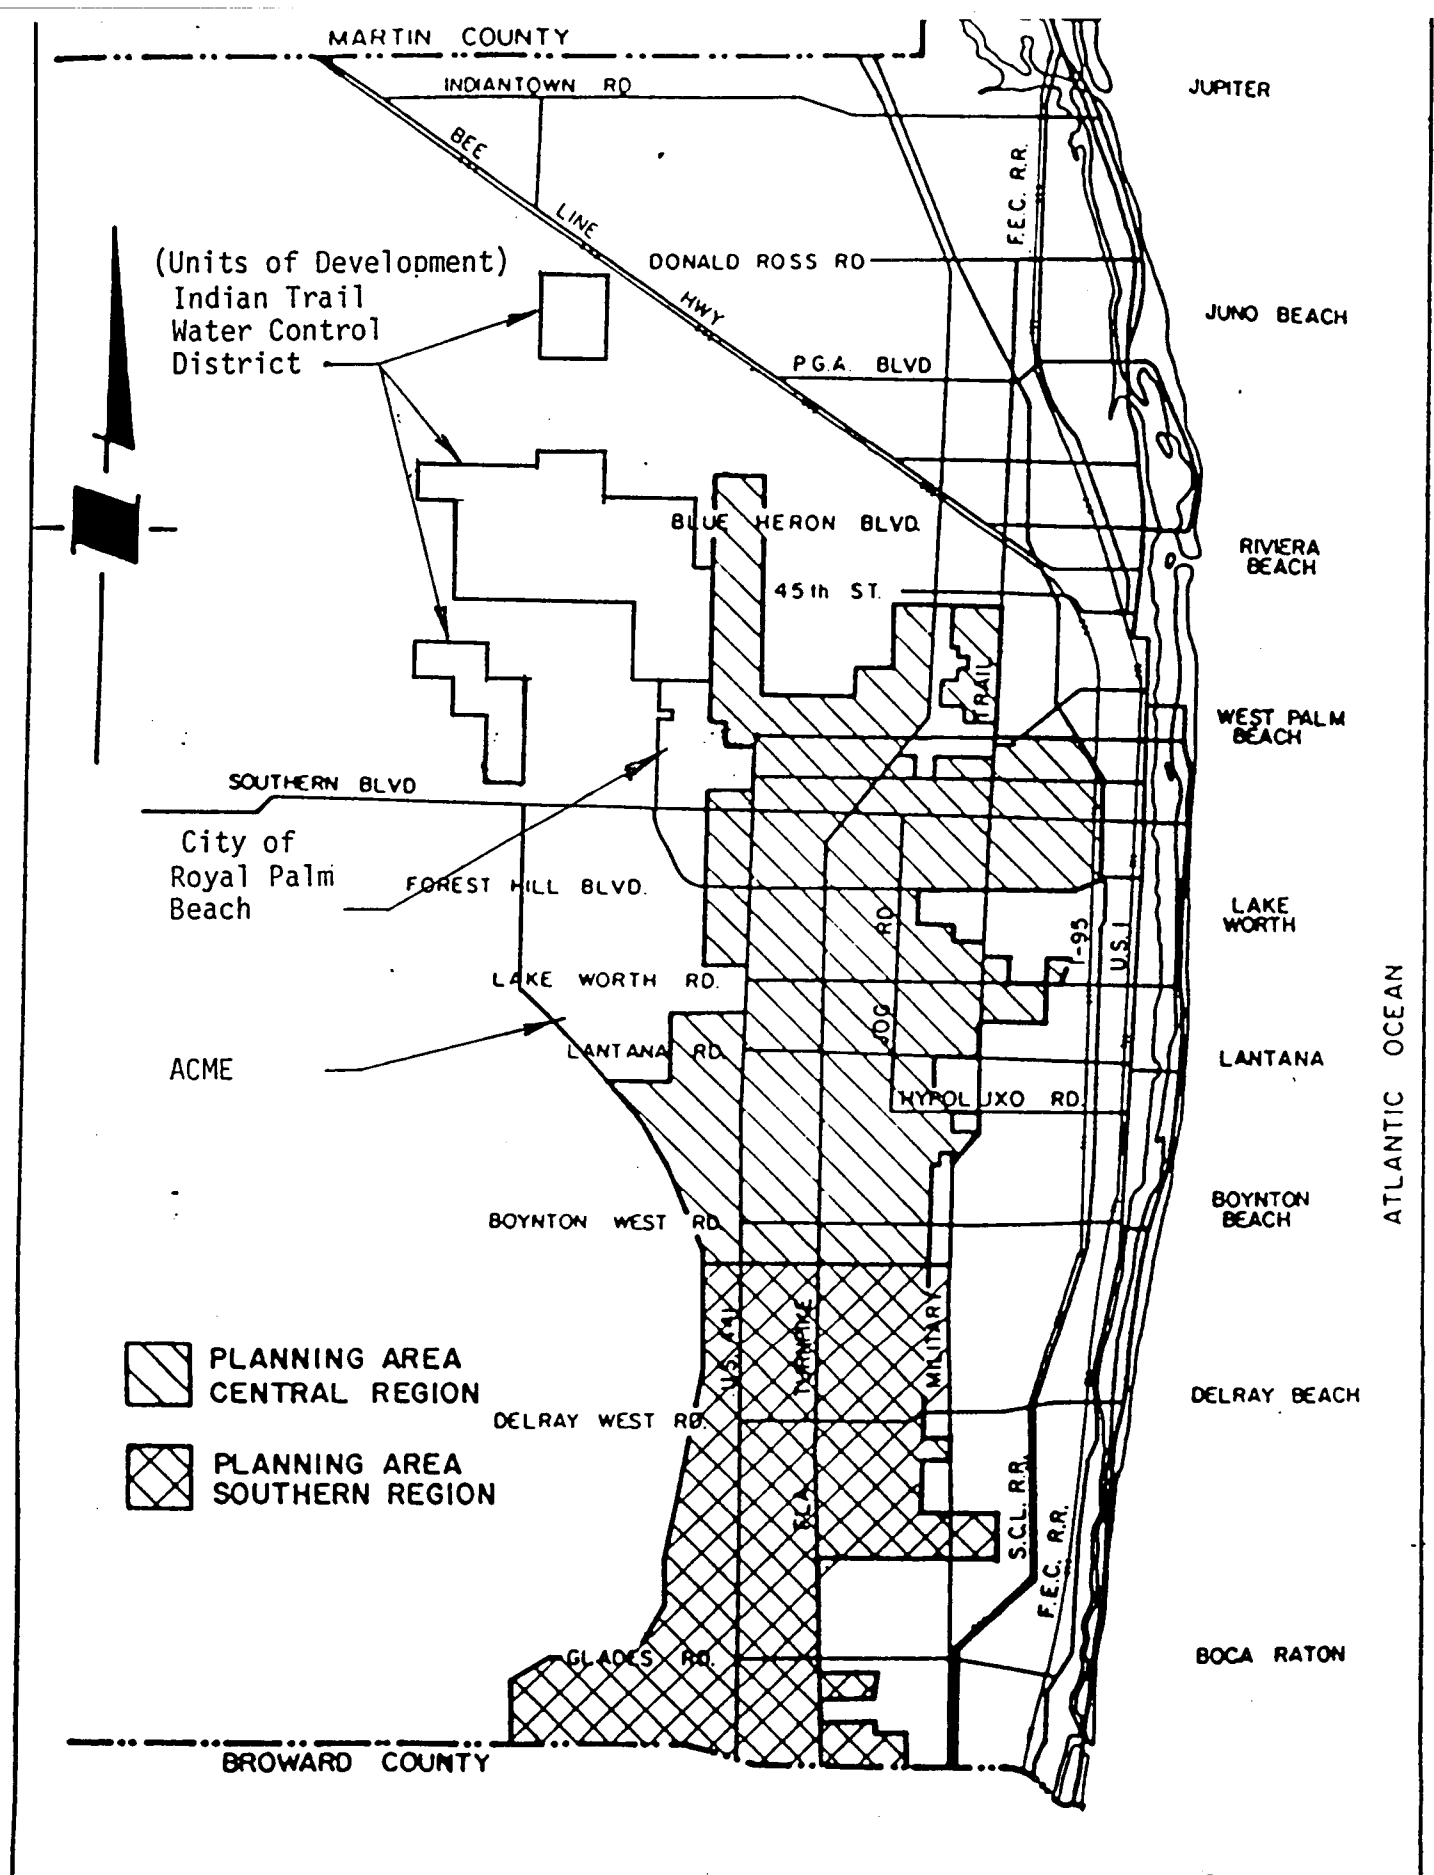 MARTIN COUNTY
INDIANTOWN RD
JUPITER
BEE
LINE
HWY
F.E.C. R.R.
(Units of Development)
Indian Trail
Water Control
District
DONALD ROSS RD
JUNO BEACH
P.G.A. BLVD
BLUE HERON BLVD.
RIVIERA
BEACH
45th ST.
TRAIL
WEST PALM
BEACH
SOUTHERN BLVD
City of
Royal Palm
Beach
FOREST HILL BLVD.
RD
JOG
I-95
U.S. 1
LAKE
WORTH
LAKE WORTH RD.
ATLANTIC OCEAN
ACME
LANTANA RD.
LANTANA
HYPOLUXO RD.
BOYNTON WEST RD.
BOYNTON
BEACH
U.S. 441
TURNPIKE
FLA
MILITARY
PLANNING AREA
CENTRAL REGION
DELRAY WEST RD.
DELRAY BEACH
PLANNING AREA
SOUTHERN REGION
S.C.L. R.R.
F.E.C. R.R.
GLADES RD.
BOCA RATON
BROWARD COUNTY